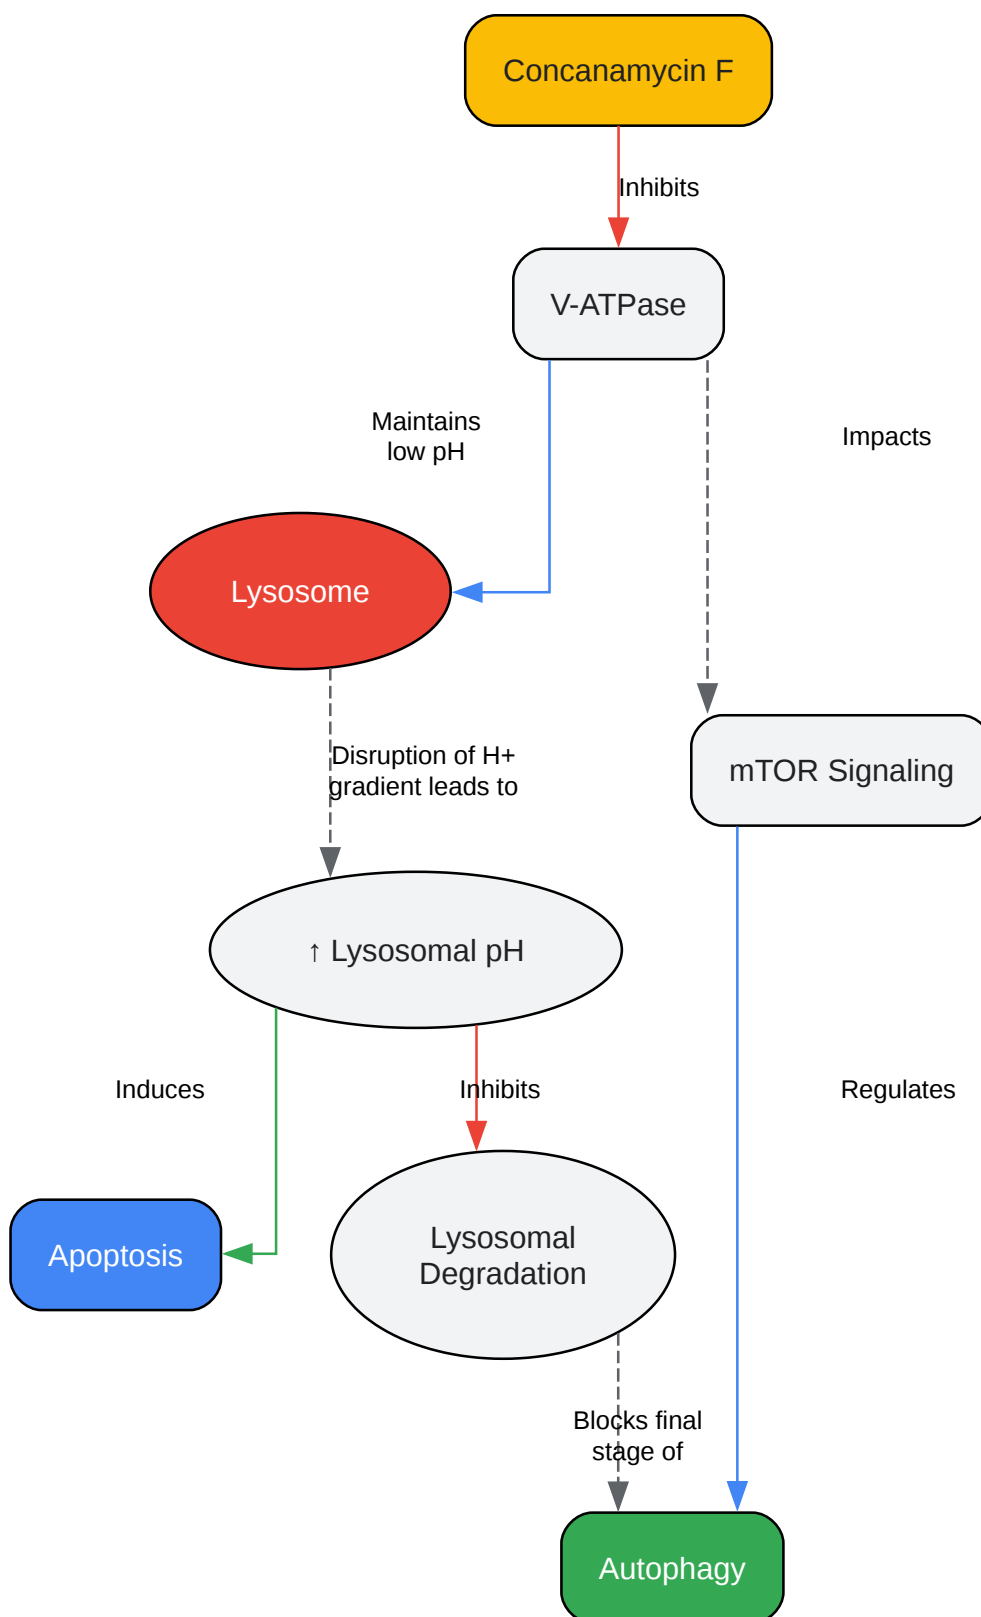 Concanamycin F
Inhibits
V-ATPase
Maintains
low pH
Impacts
Lysosome
Disruption of H+
gradient leads to
mTOR Signaling
↑ Lysosomal pH
Induces
Inhibits
Regulates
Apoptosis
Lysosomal
Degradation
Blocks final
stage of
Autophagy